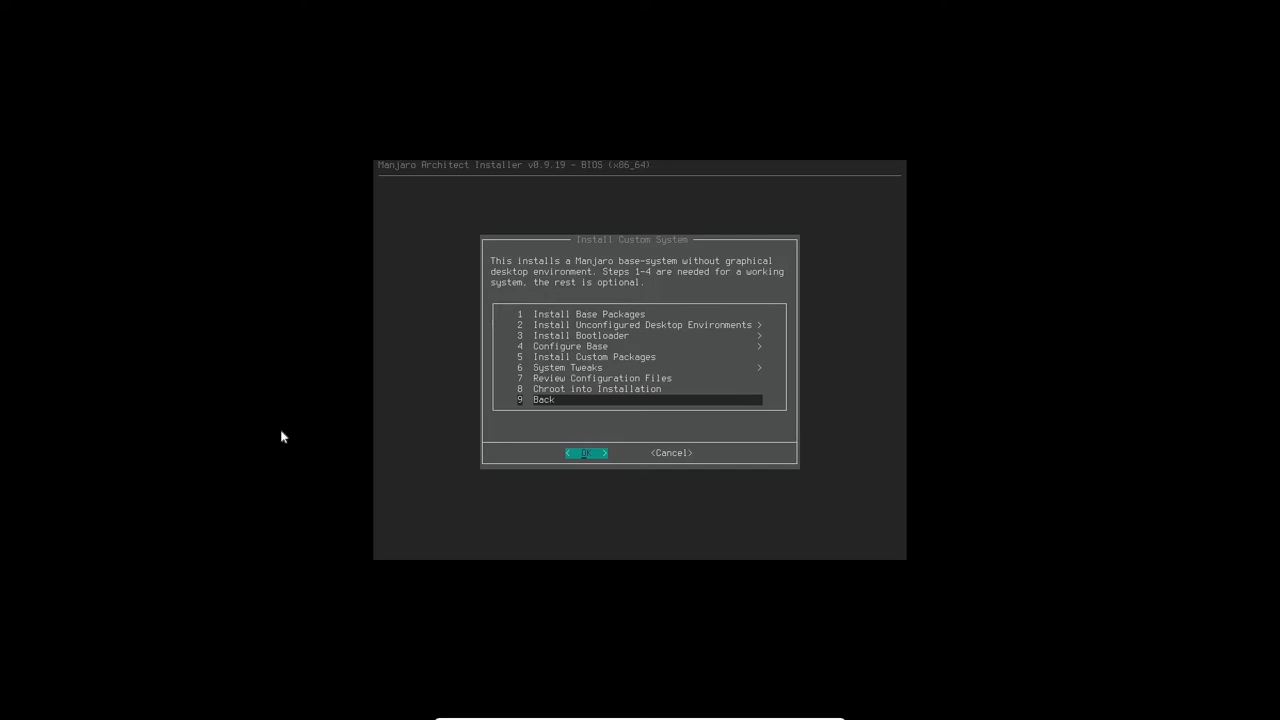 Manjaro Architect Installer v0.9.19 - BIOS (x86_64)
Install Custom System
This installs a Manjaro base-system without graphical
desktop environment. Steps 1-4 are needed for a working
system, the rest is optional.
1 Install Base Packages
2 Install Unconfigured Desktop Environments >
3 Install Bootloader >
4 Configure Base >
5 Install Custom Packages
6 System Tweaks >
7 Review Configuration Files
8 Chroot into Installation
9 Back
< OK > <Cancel>